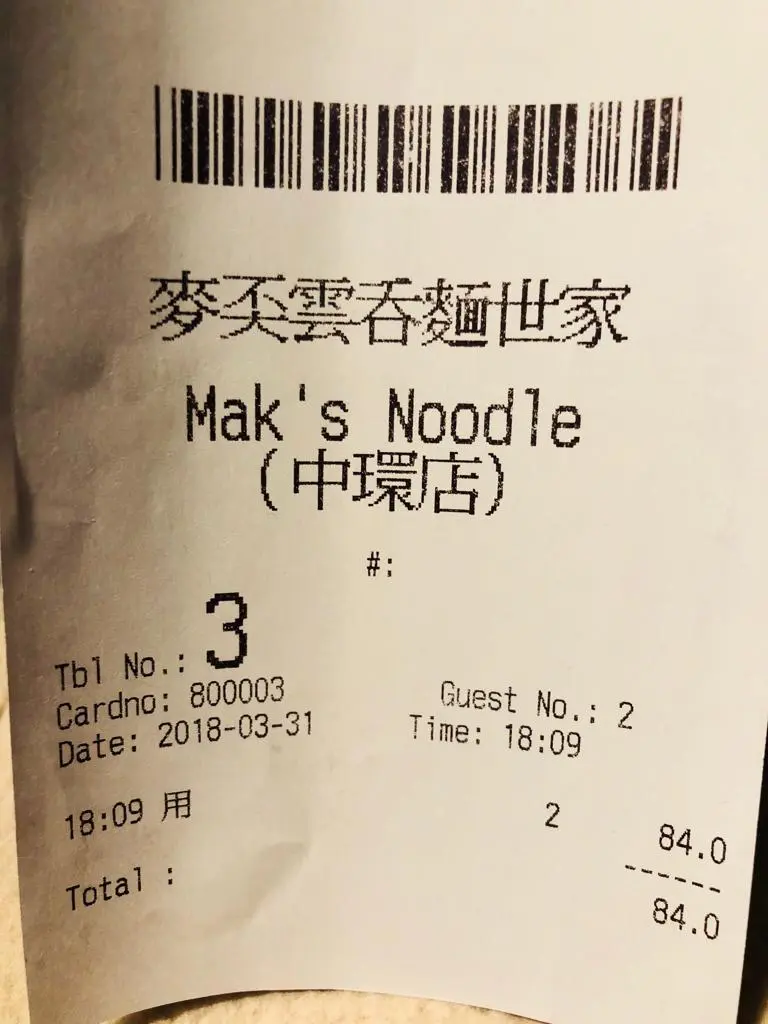 麥奀雲吞麵世家
Mak's Noodle
(中環店)
#:
Tbl No.: 3
Cardno: 800003 Guest No.: 2
Date: 2018-03-31 Time: 18:09
18:09 用 2 84.0
------
Total : 84.0